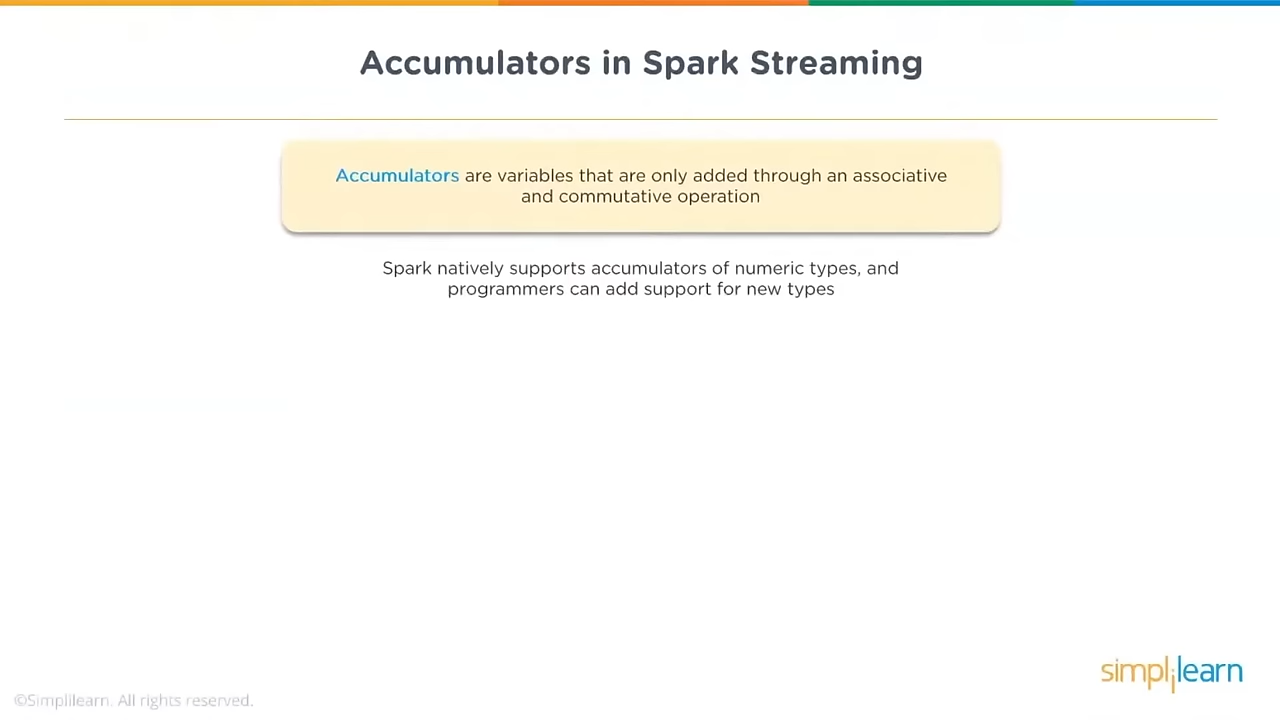 Accumulators in Spark Streaming
Accumulators are variables that are only added through an associative
and commutative operation
Spark natively supports accumulators of numeric types, and
programmers can add support for new types
simplilearn
©Simplilearn. All rights reserved.